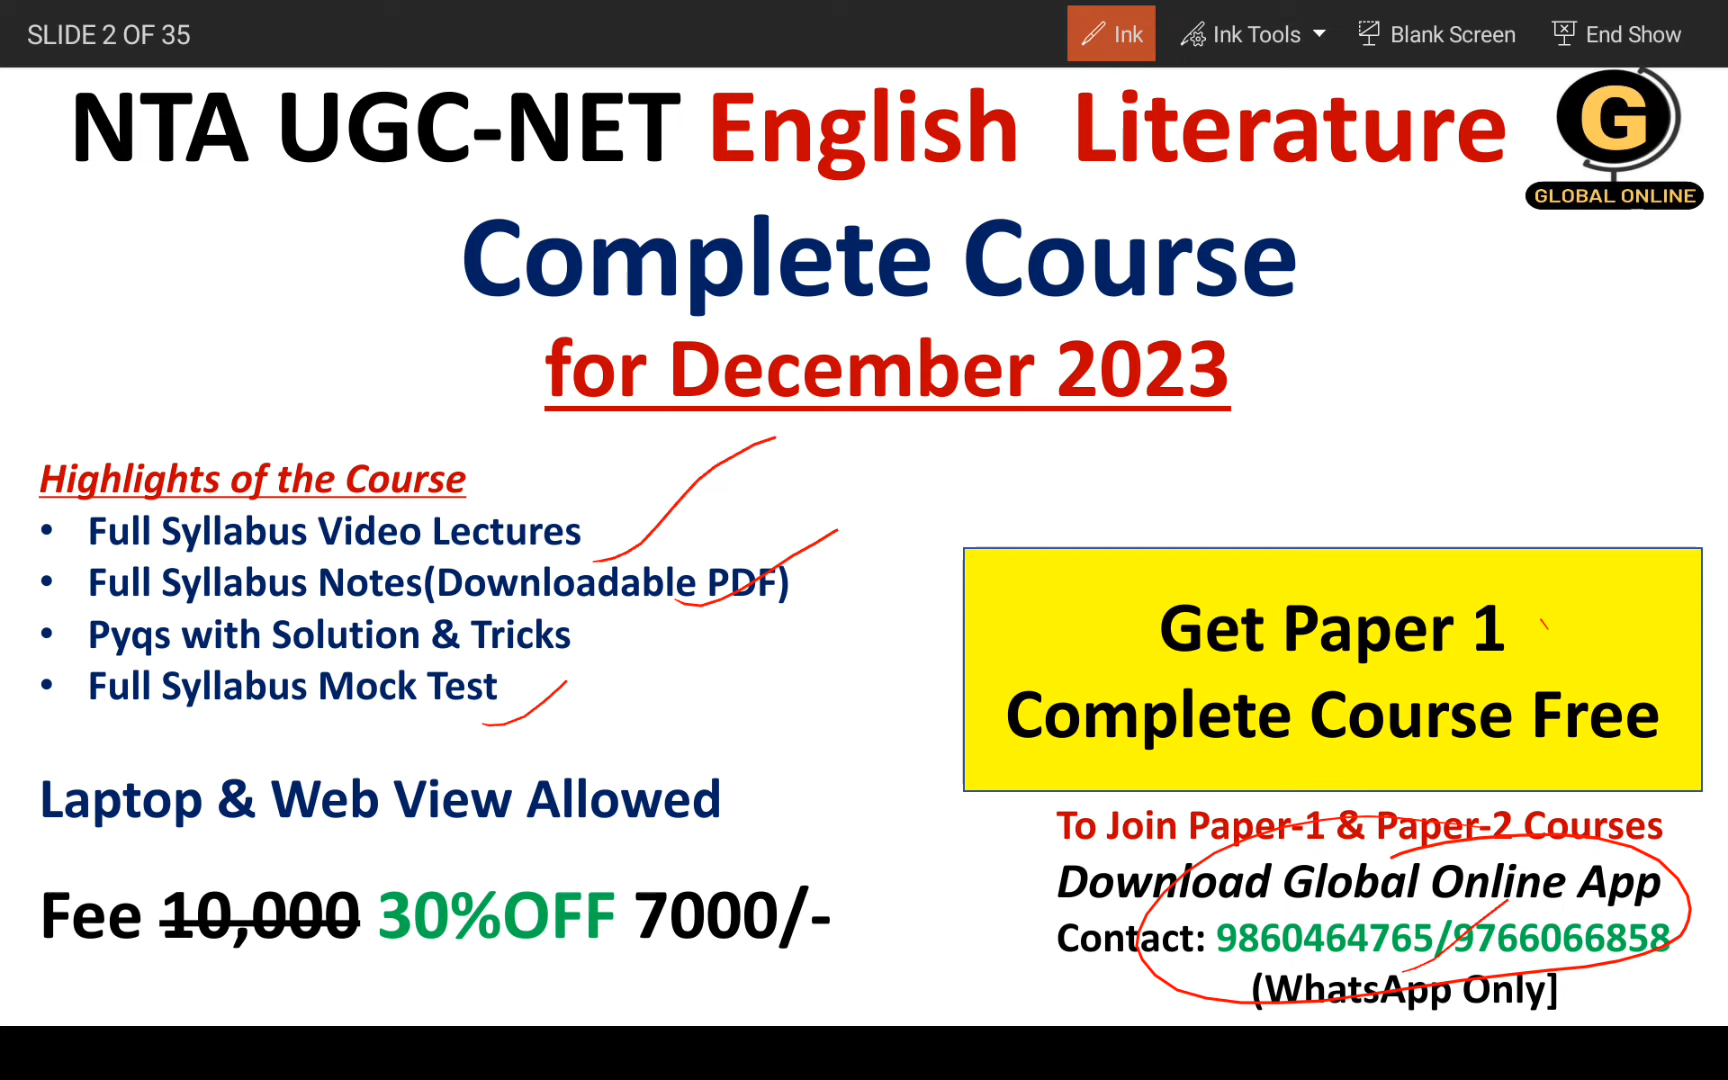 SLIDE 2 OF 35
Ink
Ink Tools
Blank Screen
End Show
NTA UGC-NET English Literature
G
GLOBAL ONLINE
Complete Course
for December 2023
Highlights of the Course
• Full Syllabus Video Lectures
• Full Syllabus Notes(Downloadable PDF)
• Pyqs with Solution & Tricks
• Full Syllabus Mock Test
Laptop & Web View Allowed
Fee 10,000 30%OFF 7000/-
Get Paper 1
Complete Course Free
To Join Paper-1 & Paper-2 Courses
Download Global Online App
Contact: 9860464765/9766066858
(WhatsApp Only]